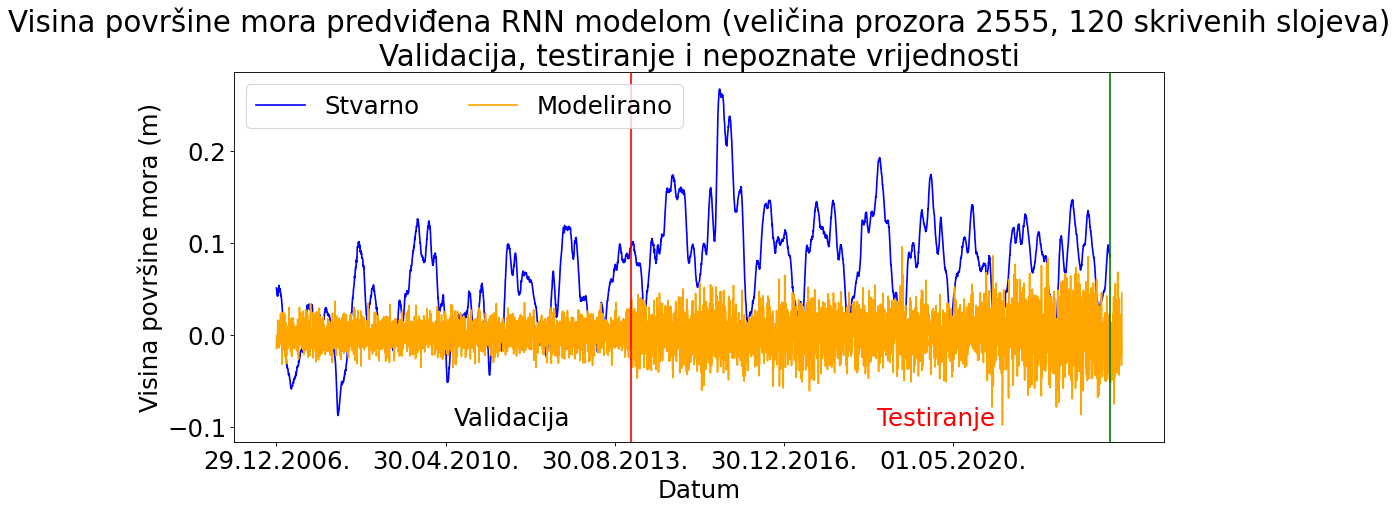 Visina površine mora predviđena RNN modelom (veličina prozora 2555, 120 skrivenih slojeva)
Validacija, testiranje i nepoznate vrijednosti
Stvarno Modelirano
Visina površine mora (m)
0.2
0.1
0.0
−0.1
Validacija Testiranje
29.12.2006. 30.04.2010. 30.08.2013. 30.12.2016. 01.05.2020.
Datum